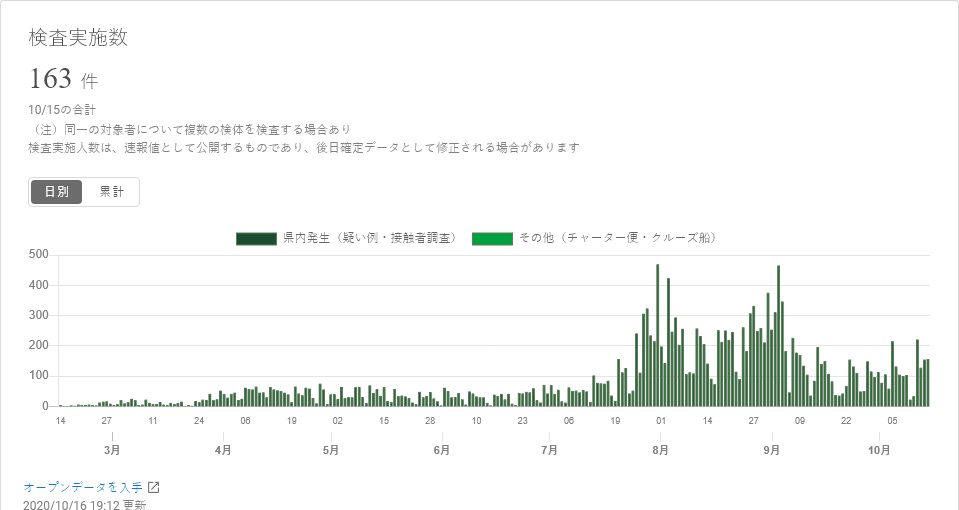 検査実施数
163 件
10/15の合計
（注）同一の対象者について複数の検体を検査する場合あり
検査実施人数は、速報値として公開するものであり、後日確定データとして修正される場合があります
日別 累計
県内発生（疑い例・接触者調査） その他（チャーター便・クルーズ船）
500
400
300
200
100
0
14 27 11 24 06 19 02 15 28 10 23 06 19 01 14 27 09 22 05
3月 4月 5月 6月 7月 8月 9月 10月
オープンデータを入手
2020/10/16 19:12 更新